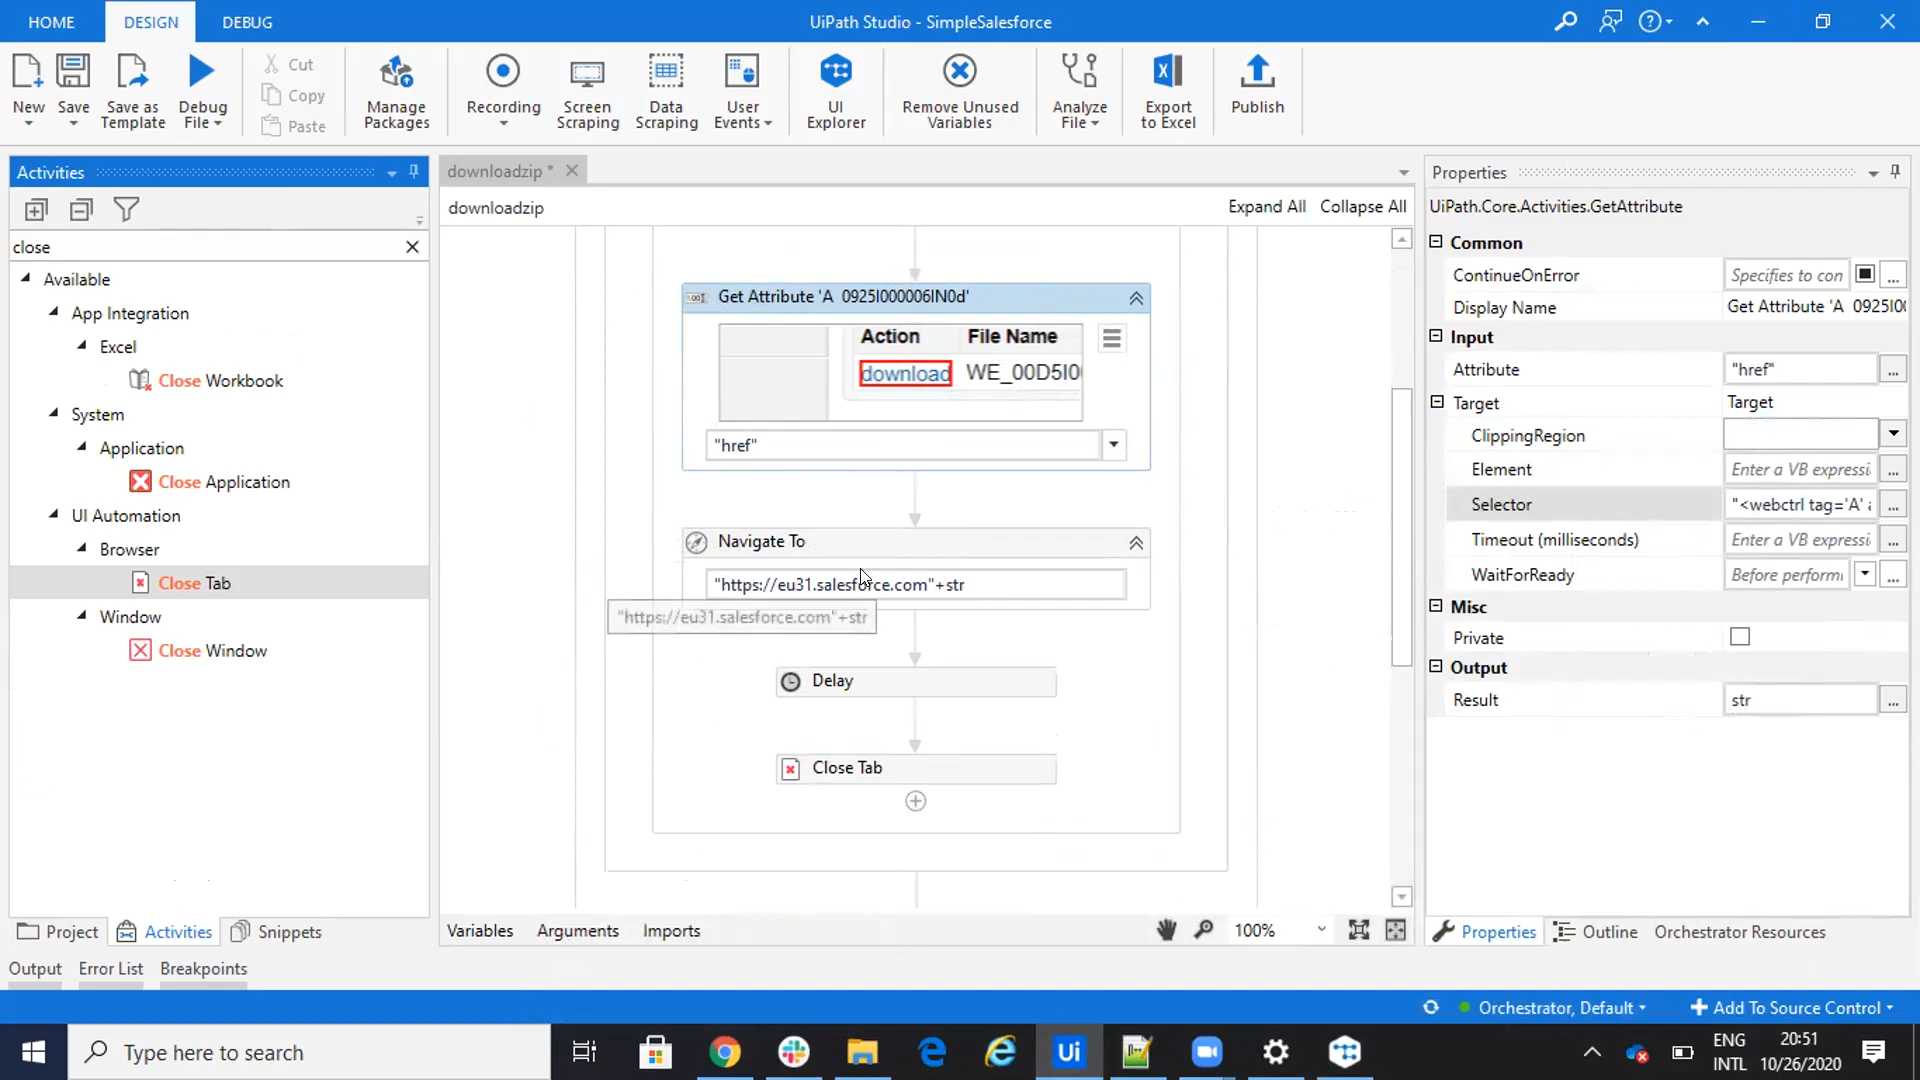 HOME DESIGN DEBUG UiPath Studio - SimpleSalesforce
New Save Save as Template Debug File Cut Copy Paste Manage Packages Recording Screen Scraping Data Scraping User Events UI Explorer Remove Unused Variables Analyze File Export to Excel Publish
Activities
close
Available
App Integration
Excel
Close Workbook
System
Application
Close Application
UI Automation
Browser
Close Tab
Window
Close Window
Project Activities Snippets
downloadzip *
downloadzip Expand All Collapse All
Get Attribute 'A 0925I000006IN0d'
Action File Name
download WE_00D5I0
"href"
Navigate To
"https://eu31.salesforce.com"+str
"https://eu31.salesforce.com"+str
Delay
Close Tab
Variables Arguments Imports 100%
Properties
UiPath.Core.Activities.GetAttribute
Common
ContinueOnError Specifies to con ...
Display Name Get Attribute 'A 0925I00
Input
Attribute "href" ...
Target Target
ClippingRegion
Element Enter a VB expressi ...
Selector "<webctrl tag='A' a ...
Timeout (milliseconds) Enter a VB expressi ...
WaitForReady Before performi ...
Misc
Private
Output
Result str ...
Properties Outline Orchestrator Resources
Output Error List Breakpoints
Orchestrator, Default Add To Source Control
Type here to search
Ui
ENG
INTL
20:51
10/26/2020